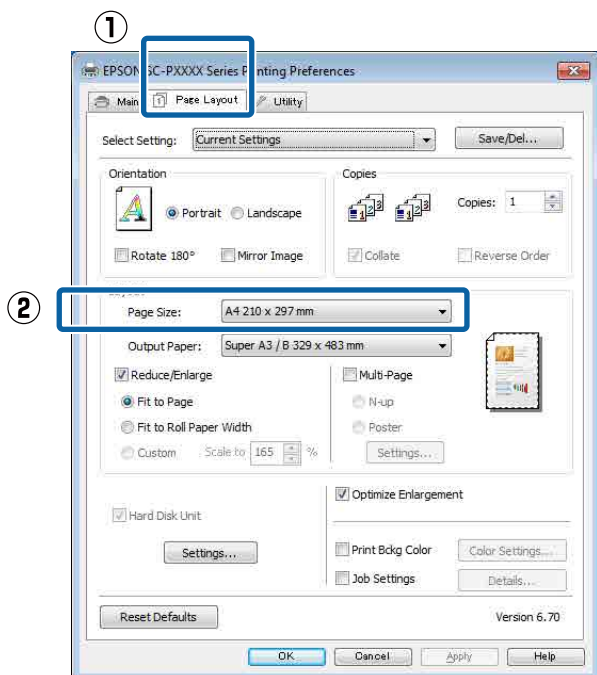 ①
EPSON SC-PXXXX Series Printing Preferences
Main Page Layout Utility
Select Setting: Current Settings Save/Del...
Orientation
Portrait Landscape
Rotate 180° Mirror Image
Copies
Copies: 1
Collate Reverse Order
②
Page Size: A4 210 x 297 mm
Output Paper: Super A3 / B 329 x 483 mm
Reduce/Enlarge
Fit to Page
Fit to Roll Paper Width
Custom Scale to 165 %
Multi-Page
N-up
Poster
Settings...
Hard Disk Unit
Settings...
Optimize Enlargement
Print Bckg Color Color Settings...
Job Settings Details...
Reset Defaults Version 6.70
OK Cancel Apply Help